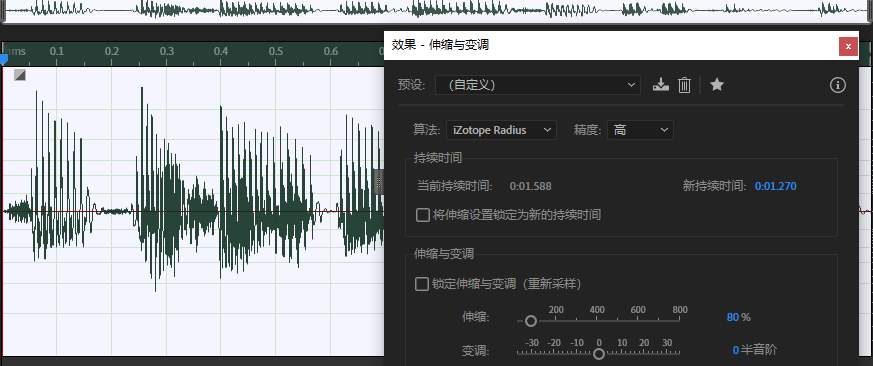 效果 - 伸缩与变调
x
ms 0.1 0.2 0.3 0.4 0.5 0.6
预设: （自定义）
算法: iZotope Radius 精度: 高
持续时间
当前持续时间: 0:01.588 新持续时间: 0:01.270
将伸缩设置锁定为新的持续时间
伸缩与变调
锁定伸缩与变调（重新采样）
200 400 600 800
伸缩: 80 %
-30 -20 -10 0 10 20 30
变调: 0 半音阶